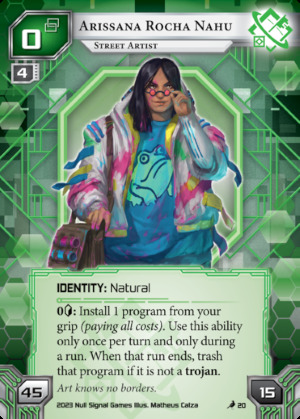 0
ARISSANA ROCHA NAHU
STREET ARTIST
4
IDENTITY: Natural
0: Install 1 program from your
grip (paying all costs). Use this ability
only once per turn and only during
a run. When that run ends, trash
that program if it is not a trojan.
Art knows no borders.
45
15
2023 Null Signal Games Illus. Matheus Calza
20